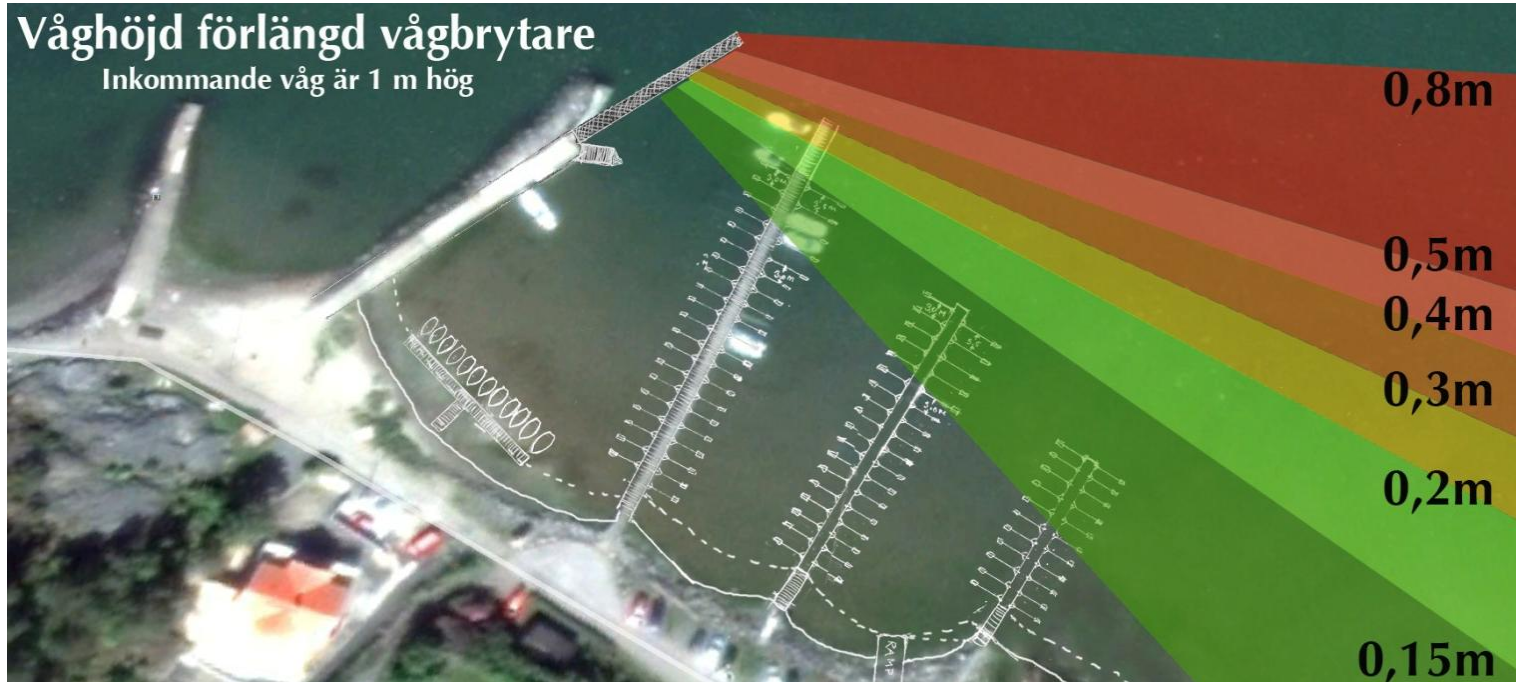 Våghöjd förlängd vågbrytare
Inkommande våg är 1 m hög
0,8m
0,5m
0,4m
0,3m
0,2m
0,15m
RAMP